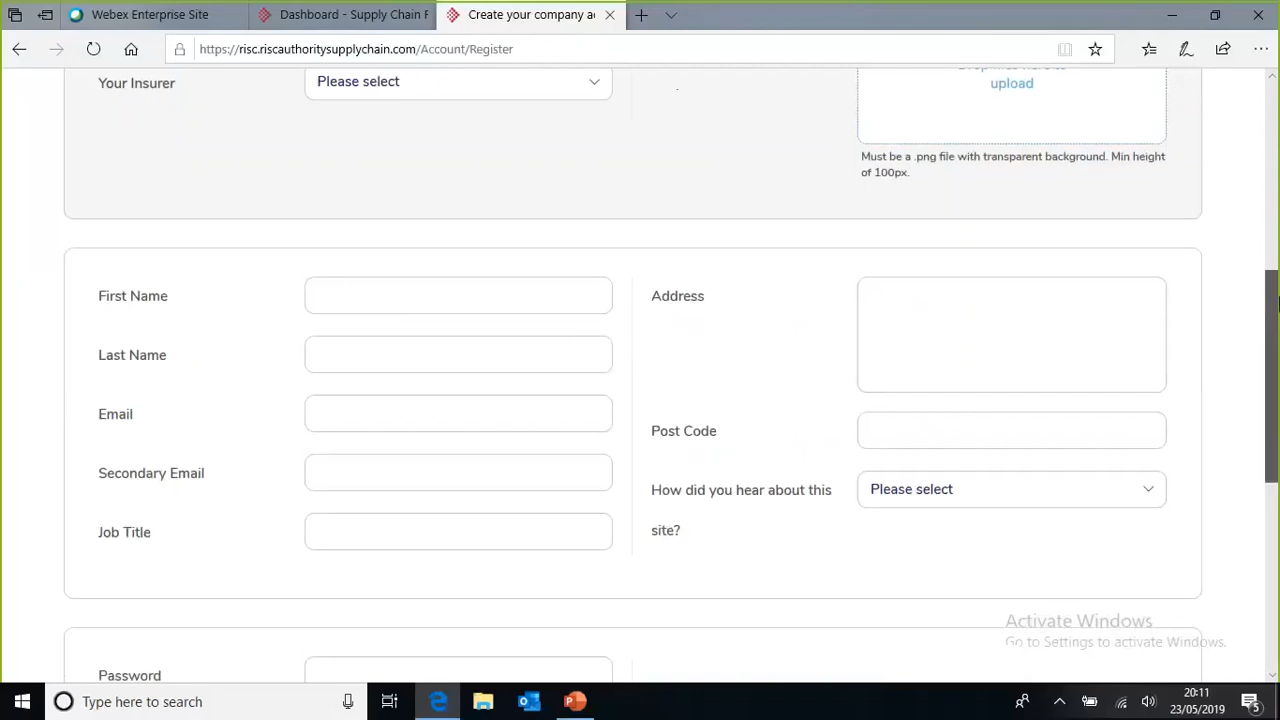 Webex Enterprise Site
Dashboard - Supply Chain R
Create your company ac
https://risc.riscauthoritysupplychain.com/Account/Register
Your Insurer
Please select
upload
Must be a .png file with transparent background. Min height
of 100px.
First Name
Address
Last Name
Email
Post Code
Secondary Email
How did you hear about this
site?
Please select
Job Title
Activate Windows
Go to Settings to activate Windows.
Password
Type here to search
20:11
23/05/2019
5